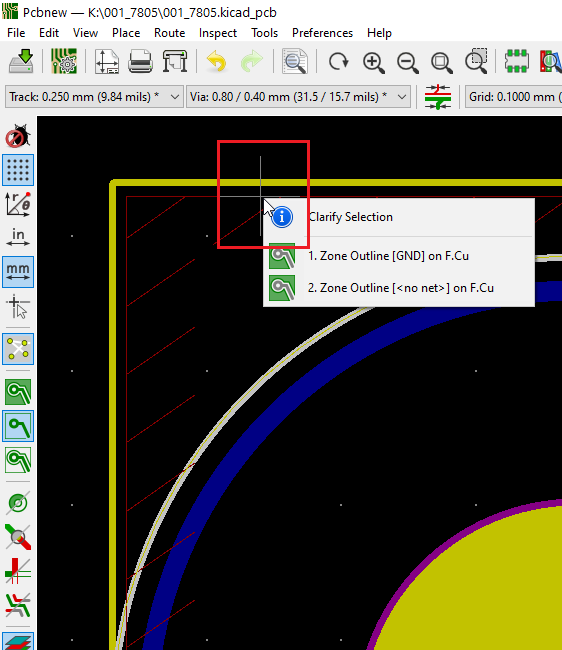 Pcbnew — K:\001_7805\001_7805.kicad_pcb
File Edit View Place Route Inspect Tools Preferences Help
Track: 0.250 mm (9.84 mils) * Via: 0.80 / 0.40 mm (31.5 / 15.7 mils) * Grid: 0.1000 mm (
in
mm
Clarify Selection
1. Zone Outline [GND] on F.Cu
2. Zone Outline [<no net>] on F.Cu